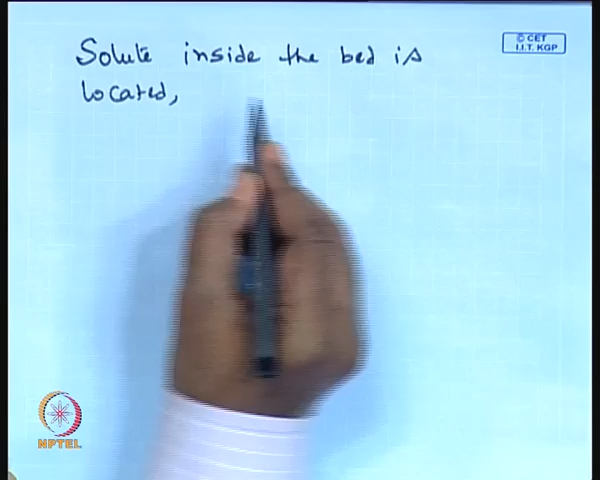 Solute inside the bed is
located,
© CET
I.I.T. KGP
NPTEL